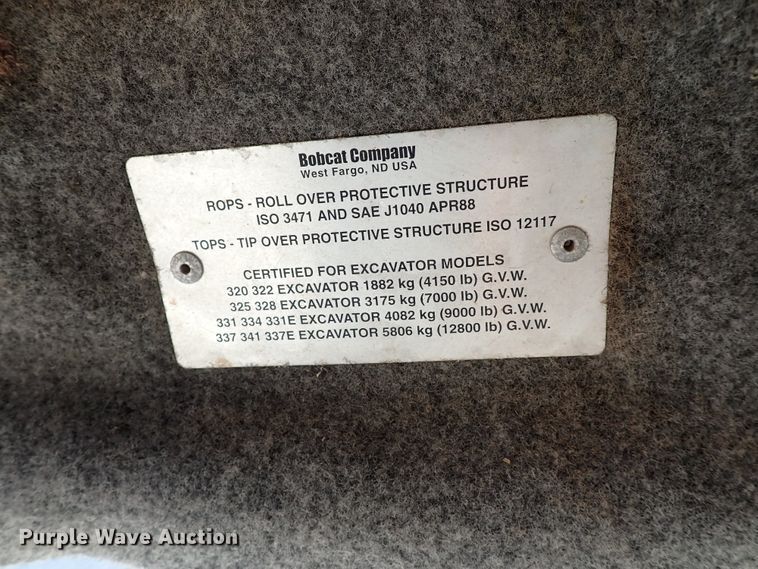 Bobcat Company
West Fargo, ND USA
ROPS - ROLL OVER PROTECTIVE STRUCTURE
ISO 3471 AND SAE J1040 APR88
TOPS - TIP OVER PROTECTIVE STRUCTURE ISO 12117
CERTIFIED FOR EXCAVATOR MODELS
320 322 EXCAVATOR 1882 kg (4150 lb) G.V.W.
325 328 EXCAVATOR 3175 kg (7000 lb) G.V.W.
331 334 331E EXCAVATOR 4082 kg (9000 lb) G.V.W.
337 341 337E EXCAVATOR 5806 kg (12800 lb) G.V.W.
Purple Wave Auction